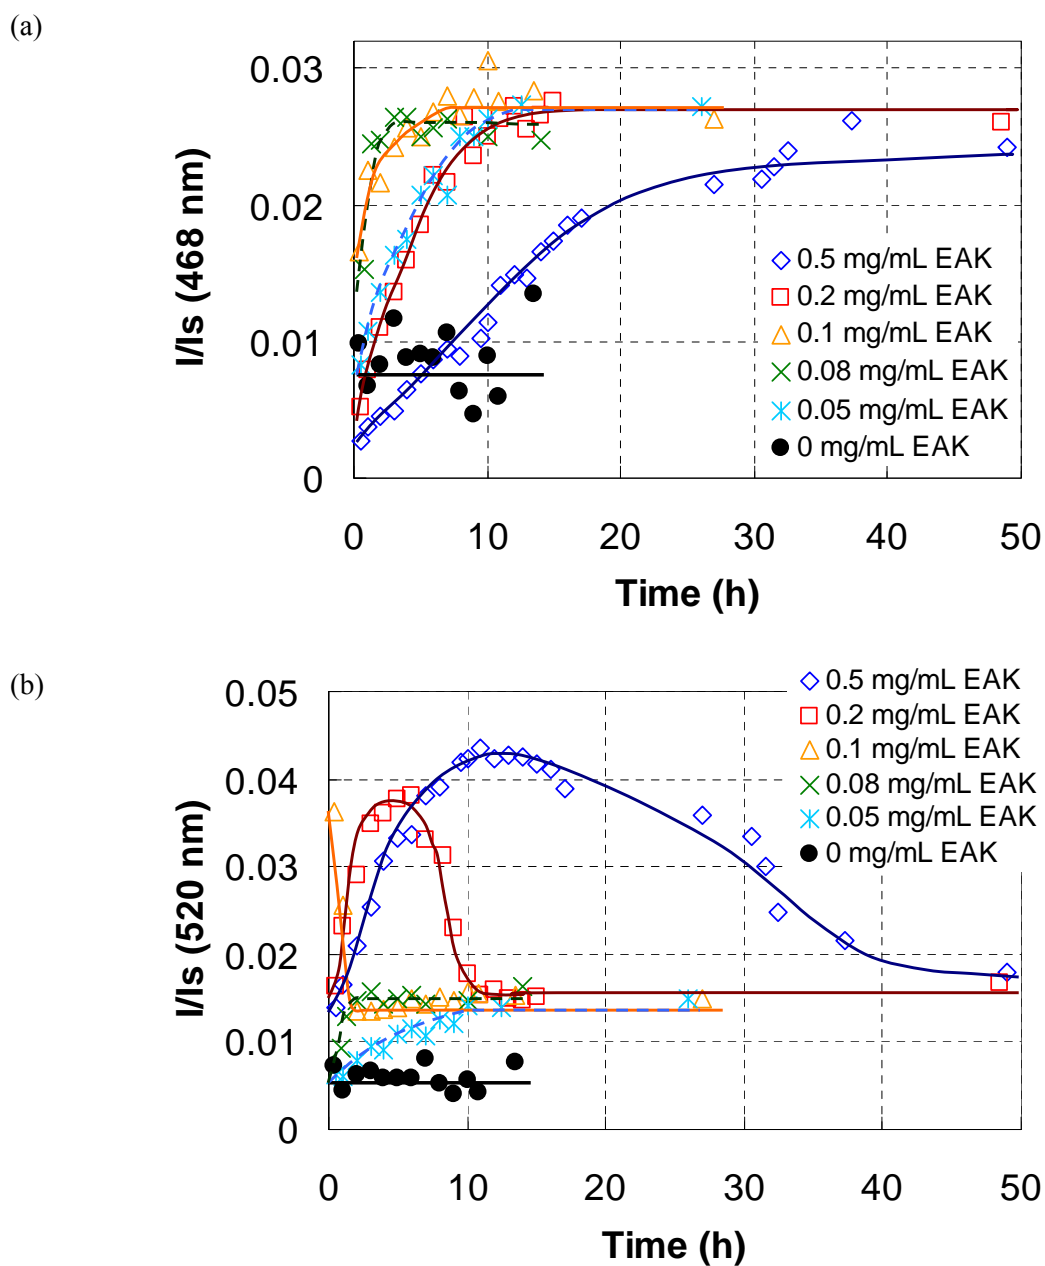 (a)
I/Is (468 nm)
0.03
0.02
0.01
0
0.5 mg/mL EAK
0.2 mg/mL EAK
0.1 mg/mL EAK
0.08 mg/mL EAK
0.05 mg/mL EAK
0 mg/mL EAK
0 10 20 30 40 50
Time (h)
(b)
I/Is (520 nm)
0.05
0.04
0.03
0.02
0.01
0
0.5 mg/mL EAK
0.2 mg/mL EAK
0.1 mg/mL EAK
0.08 mg/mL EAK
0.05 mg/mL EAK
0 mg/mL EAK
0 10 20 30 40 50
Time (h)